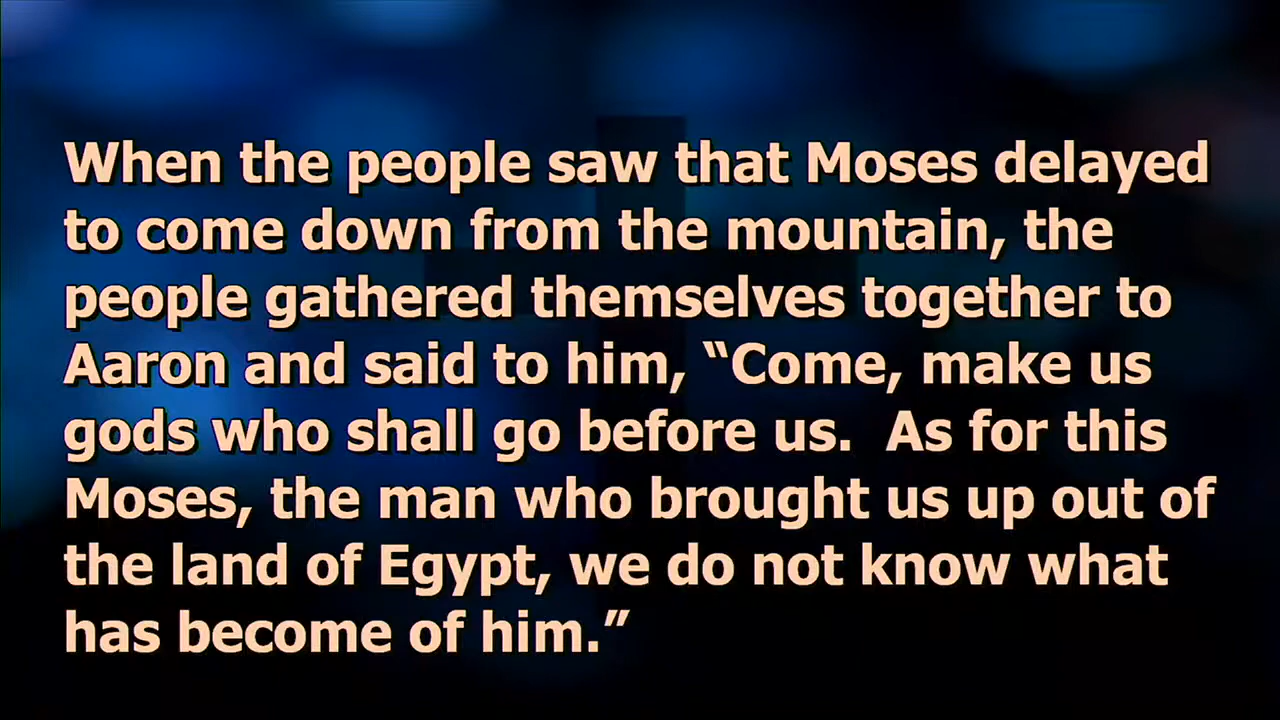 When the people saw that Moses delayed
to come down from the mountain, the
people gathered themselves together to
Aaron and said to him, “Come, make us
gods who shall go before us.  As for this
Moses, the man who brought us up out of
the land of Egypt, we do not know what
has become of him.”